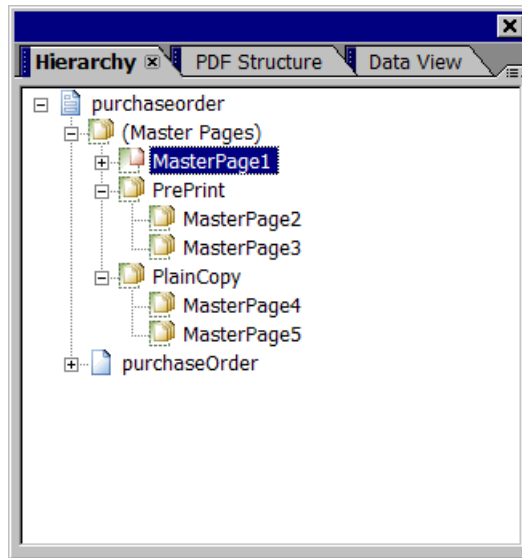 Hierarchy PDF Structure Data View
purchaseorder
(Master Pages)
MasterPage1
PrePrint
MasterPage2
MasterPage3
PlainCopy
MasterPage4
MasterPage5
purchaseOrder